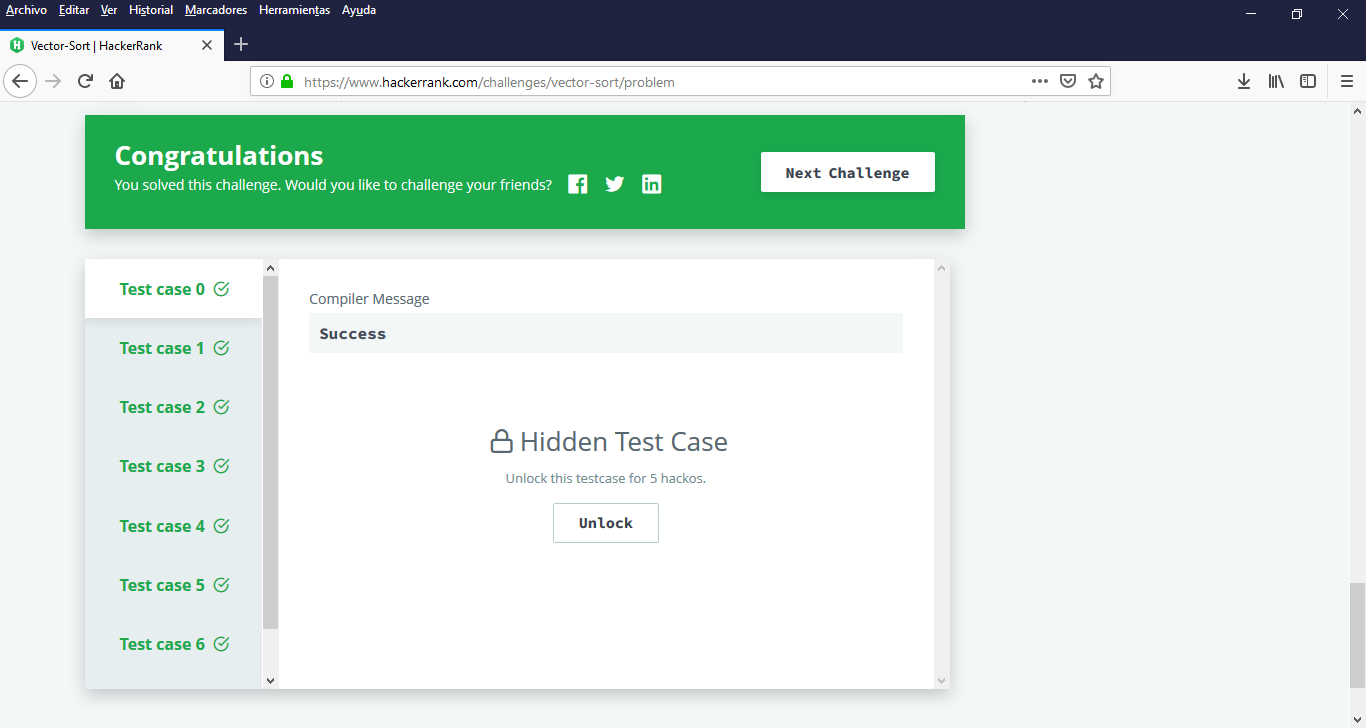 Archivo Editar Ver Historial Marcadores Herramientas Ayuda
Vector-Sort | HackerRank
https://www.hackerrank.com/challenges/vector-sort/problem
Congratulations
You solved this challenge. Would you like to challenge your friends?
Next Challenge
Test case 0
Test case 1
Test case 2
Test case 3
Test case 4
Test case 5
Test case 6
Compiler Message
Success
Hidden Test Case
Unlock this testcase for 5 hackos.
Unlock